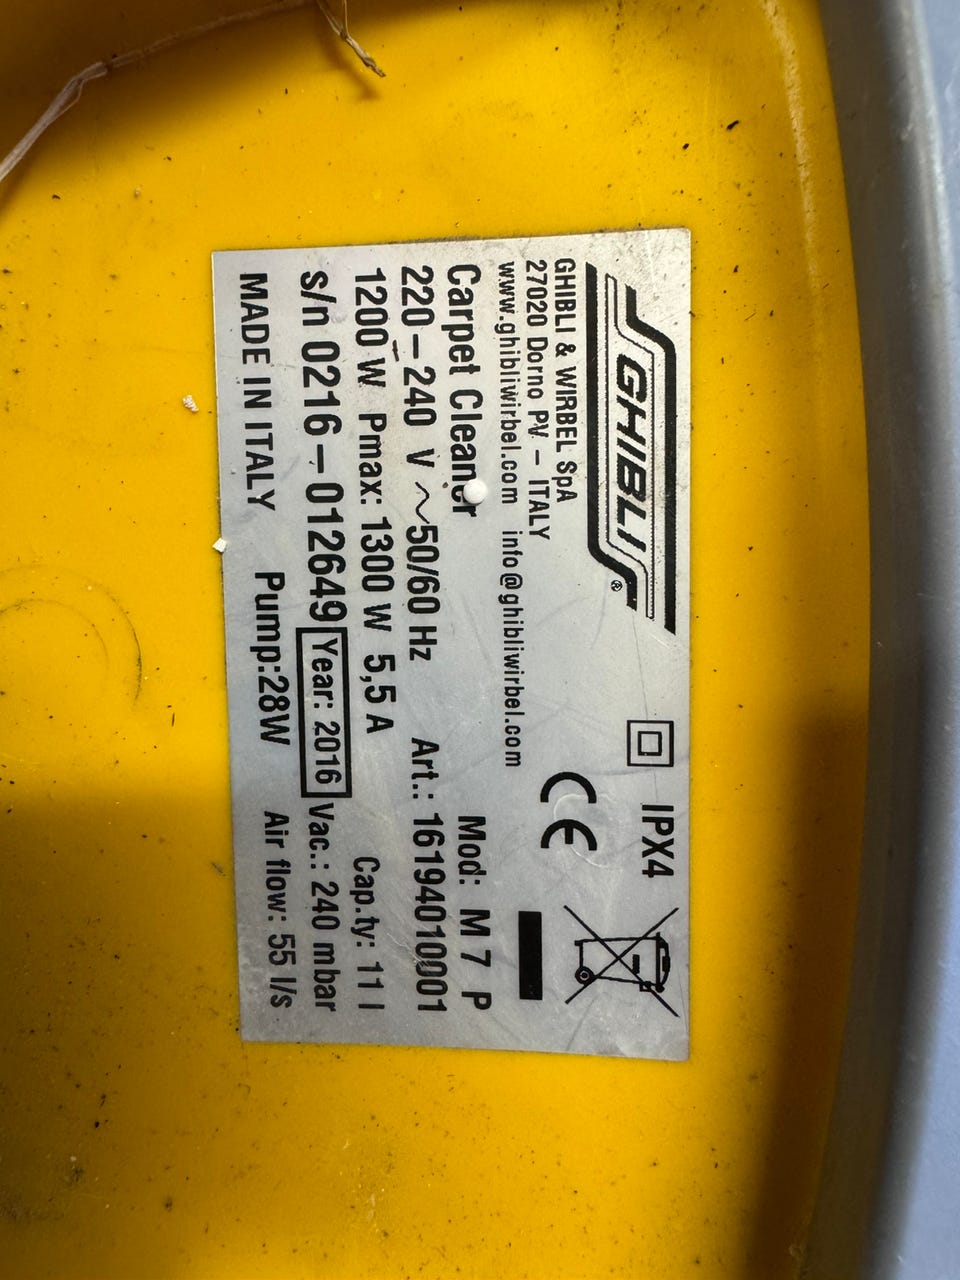 GHIBLI®
IPX4
GHIBLI & WIRBEL SpA
27020 Dorno PV – ITALY
www.ghibliwirbel.com info@ghibliwirbel.com
CE
Carpet Cleaner Mod: M 7 P
220–240 V ~50/60 Hz Art.: 16194010001
1200 W Pmax: 1300 W 5,5 A Cap.ty: 11 l
s/n 0216–012649 Year: 2016 Vac.: 240 mbar
MADE IN ITALY Pump:28W Air flow: 55 l/s